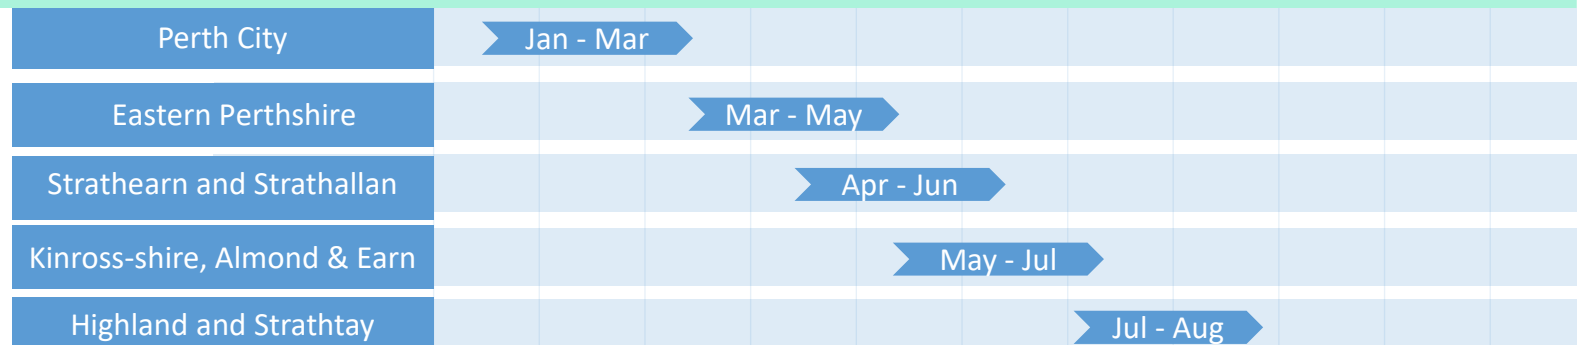 Perth City
Jan - Mar
Eastern Perthshire
Mar - May
Strathearn and Strathallan
Apr - Jun
Kinross-shire, Almond & Earn
May - Jul
Highland and Strathtay
Jul - Aug